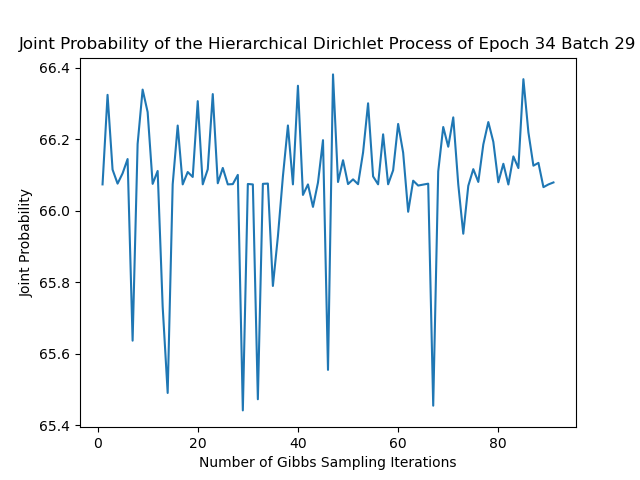 Joint Probability of the Hierarchical Dirichlet Process of Epoch 34 Batch 29
66.4
66.2
66.0
65.8
65.6
65.4
Joint Probability
0 20 40 60 80
Number of Gibbs Sampling Iterations